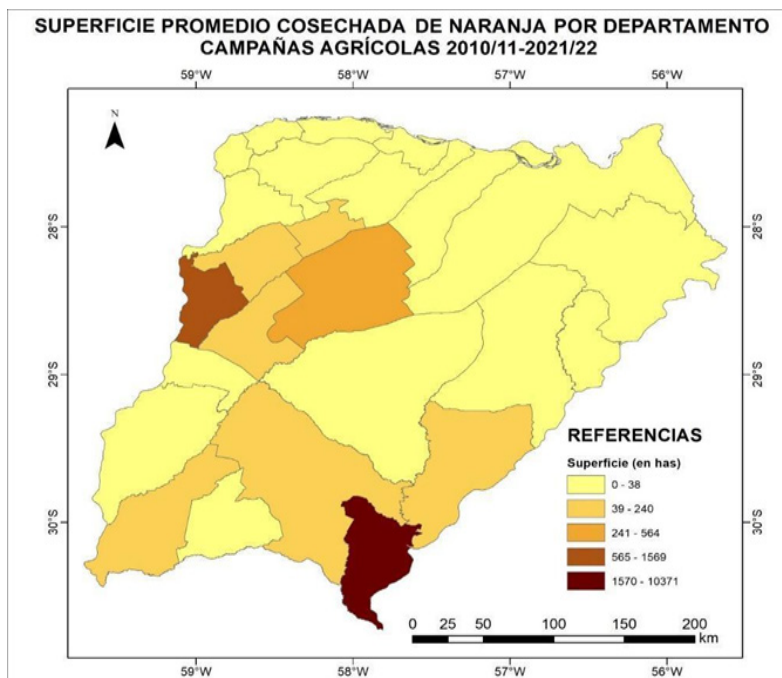 SUPERFICIE PROMEDIO COSECHADA DE NARANJA POR DEPARTAMENTO
CAMPAÑAS AGRÍCOLAS 2010/11-2021/22
59°W 58°W 57°W 56°W
N
28°S 28°S
29°S 29°S
30°S 30°S
REFERENCIAS
Superficie (en has)
0 - 38
39 - 240
241 - 564
565 - 1569
1570 - 10371
0 25 50 100 150 200
km
59°W 58°W 57°W 56°W